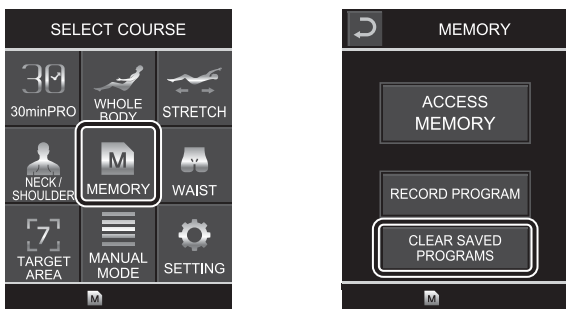 SELECT COURSE
30
30minPRO
WHOLE
BODY
STRETCH
NECK /
SHOULDER
M
MEMORY
WAIST
7
TARGET
AREA
MANUAL
MODE
SETTING
M
MEMORY
ACCESS
MEMORY
RECORD PROGRAM
CLEAR SAVED
PROGRAMS
M